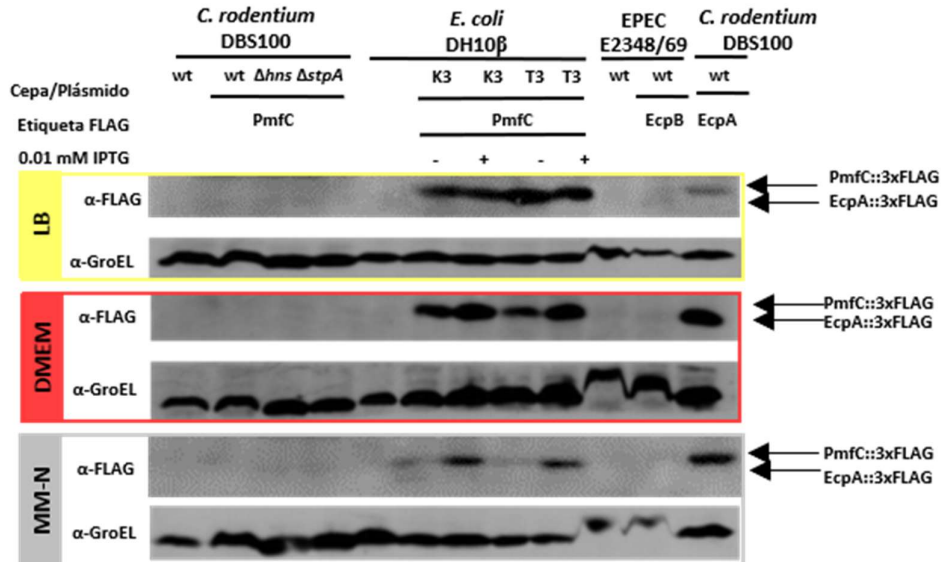 C. rodentium DBS100
E. coli DH10β
EPEC E2348/69
C. rodentium DBS100
Cepa/Plásmido
wt wt Δhns ΔstpA K3 K3 T3 T3 wt wt wt
Etiqueta FLAG
PmfC PmfC EcpB EcpA
0.01 mM IPTG - + - +
LB
α-FLAG
PmfC::3xFLAG
EcpA::3xFLAG
α-GroEL
DMEM
α-FLAG
PmfC::3xFLAG
EcpA::3xFLAG
α-GroEL
MM-N
α-FLAG
PmfC::3xFLAG
EcpA::3xFLAG
α-GroEL